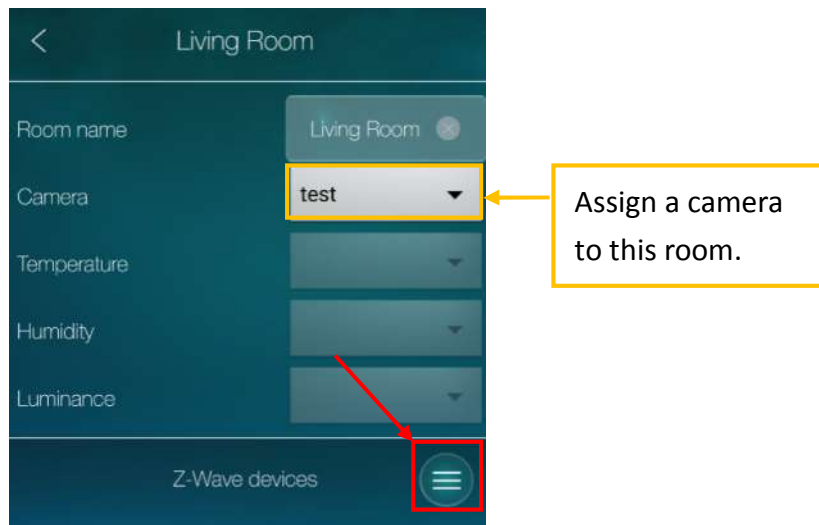 Living Room
Room name
Living Room
Camera
test
Assign a camera
to this room.
Temperature
Humidity
Luminance
Z-Wave devices